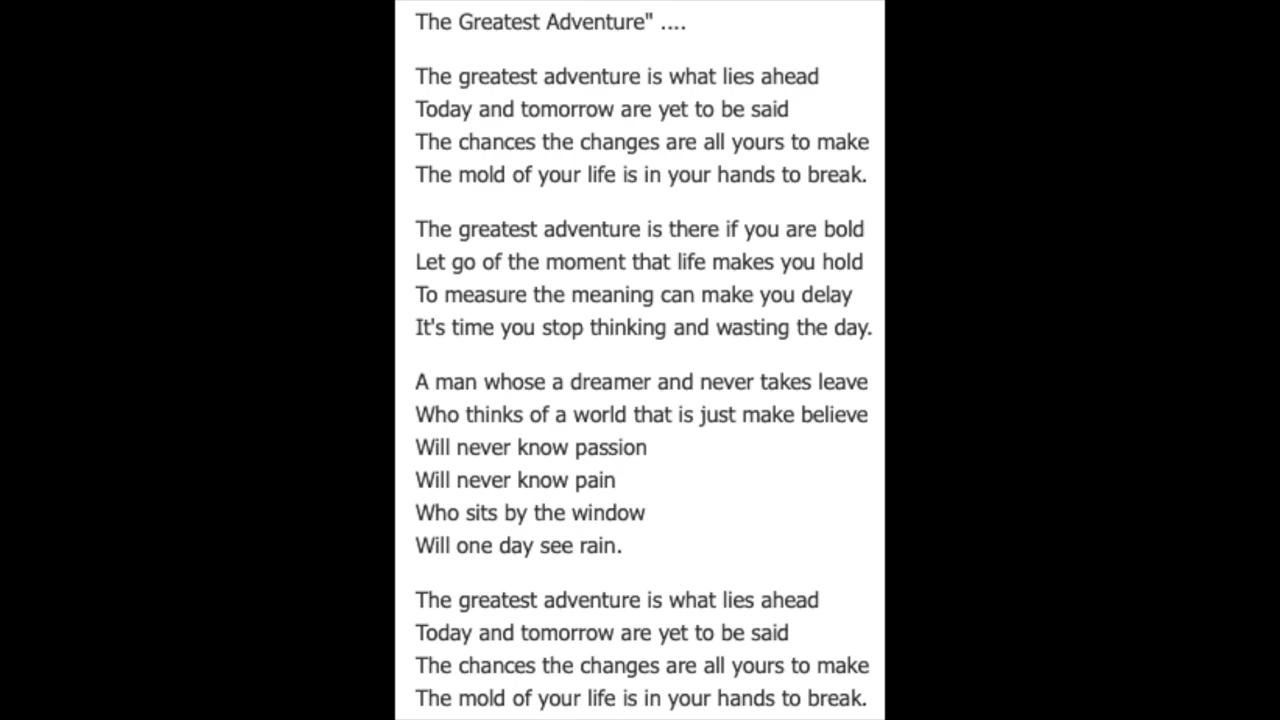 The Greatest Adventure" ....
The greatest adventure is what lies ahead
Today and tomorrow are yet to be said
The chances the changes are all yours to make
The mold of your life is in your hands to break.
The greatest adventure is there if you are bold
Let go of the moment that life makes you hold
To measure the meaning can make you delay
It's time you stop thinking and wasting the day.
A man whose a dreamer and never takes leave
Who thinks of a world that is just make believe
Will never know passion
Will never know pain
Who sits by the window
Will one day see rain.
The greatest adventure is what lies ahead
Today and tomorrow are yet to be said
The chances the changes are all yours to make
The mold of your life is in your hands to break.